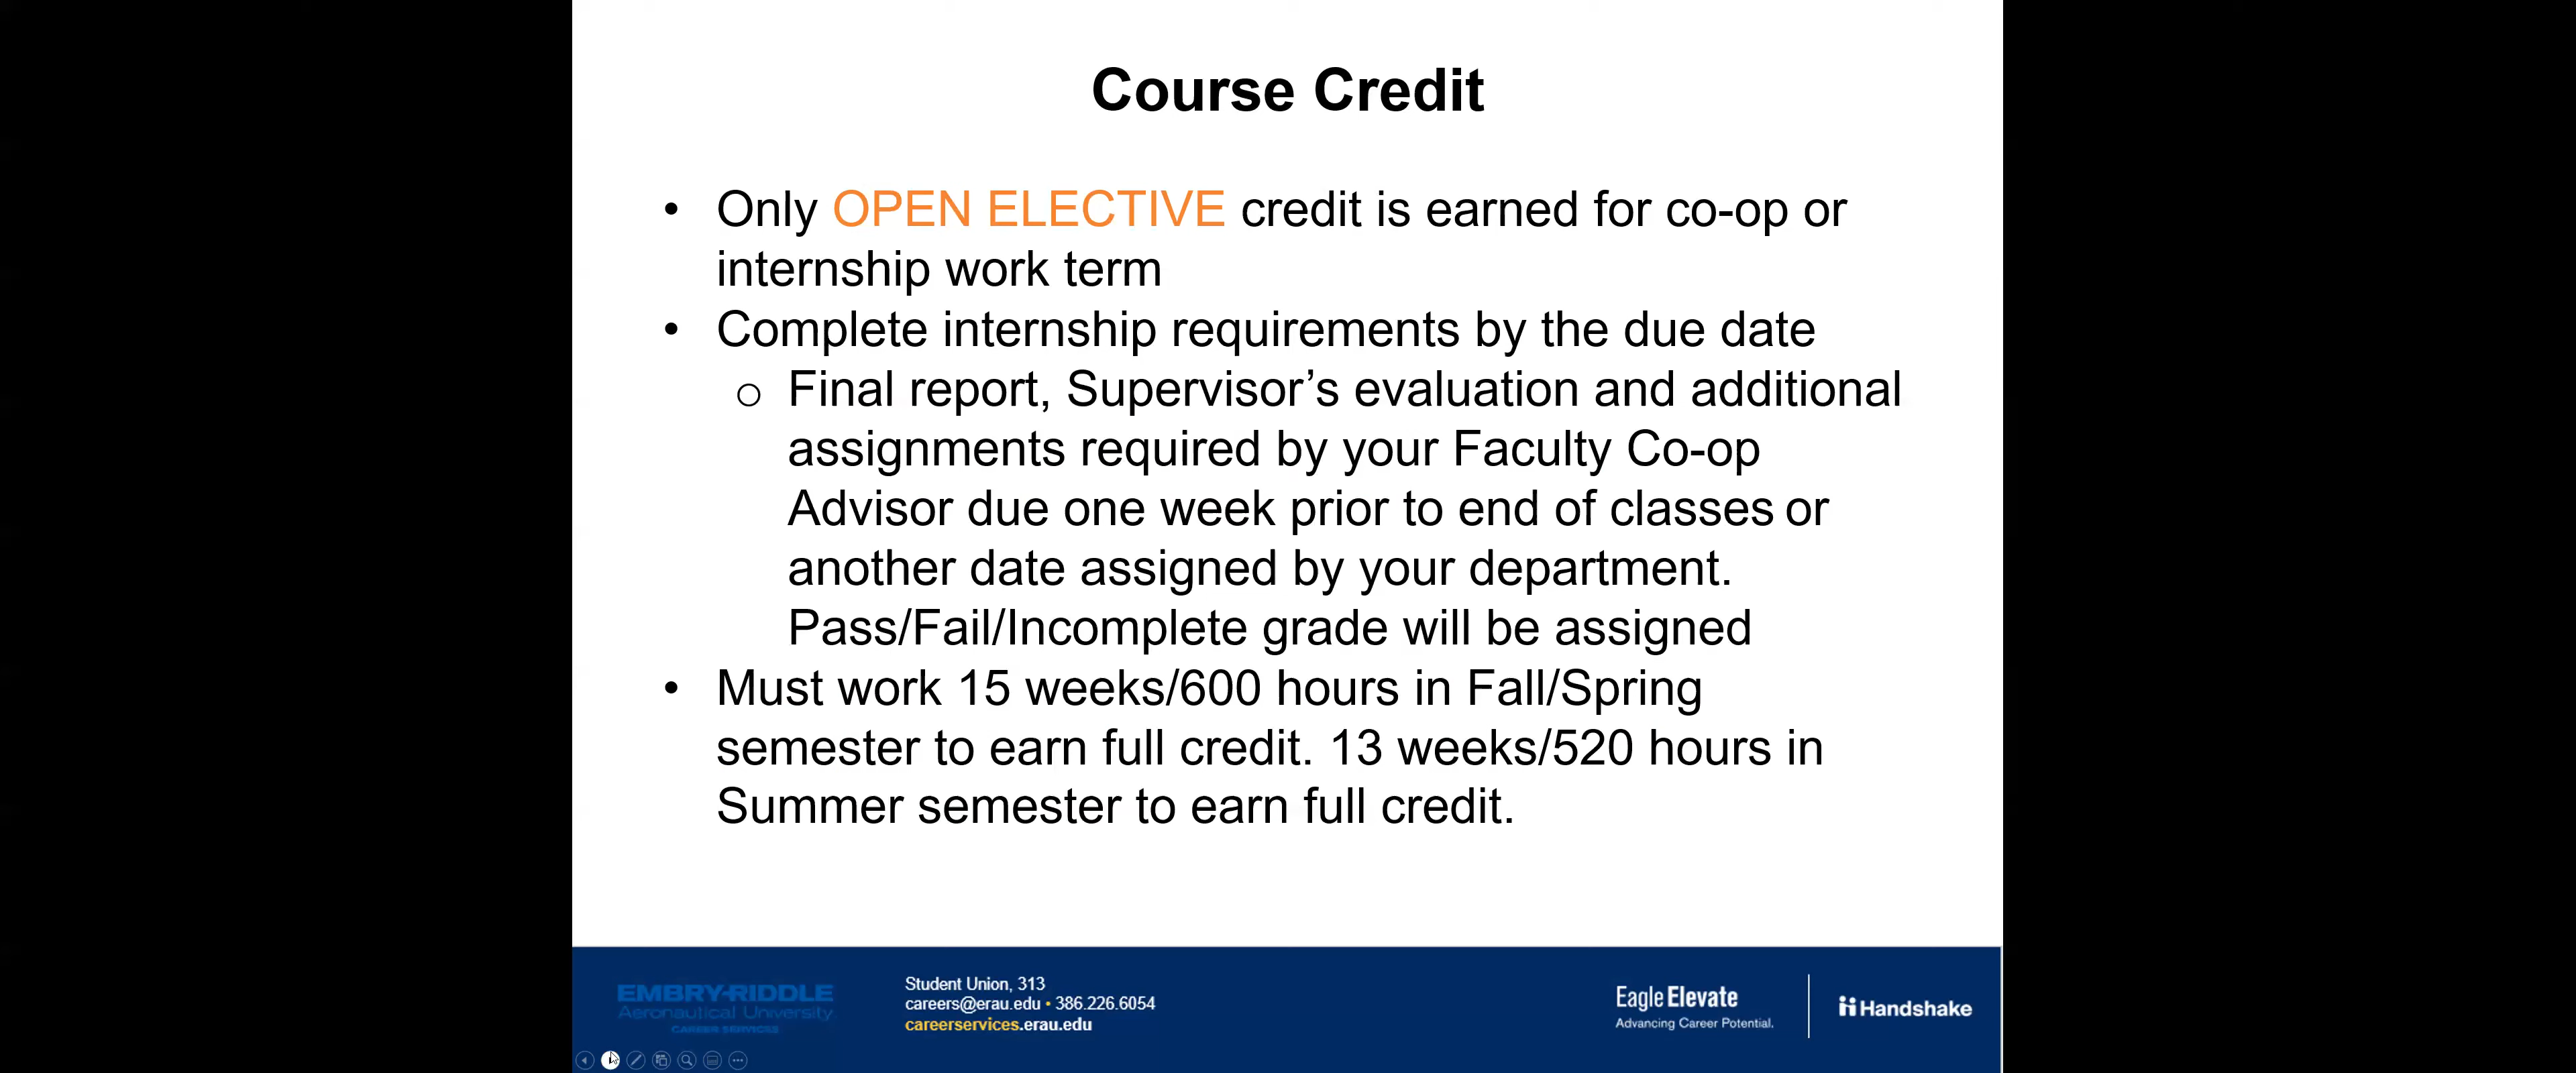 Course Credit
• Only OPEN ELECTIVE credit is earned for co-op or
internship work term
• Complete internship requirements by the due date
o Final report, Supervisor’s evaluation and additional
assignments required by your Faculty Co-op
Advisor due one week prior to end of classes or
another date assigned by your department.
Pass/Fail/Incomplete grade will be assigned
• Must work 15 weeks/600 hours in Fall/Spring
semester to earn full credit. 13 weeks/520 hours in
Summer semester to earn full credit.
EMBRY-RIDDLE
Aeronautical University
CAREER SERVICES
Student Union, 313
careers@erau.edu • 386.226.6054
careerservices.erau.edu
Eagle Elevate
Advancing Career Potential.
Handshake